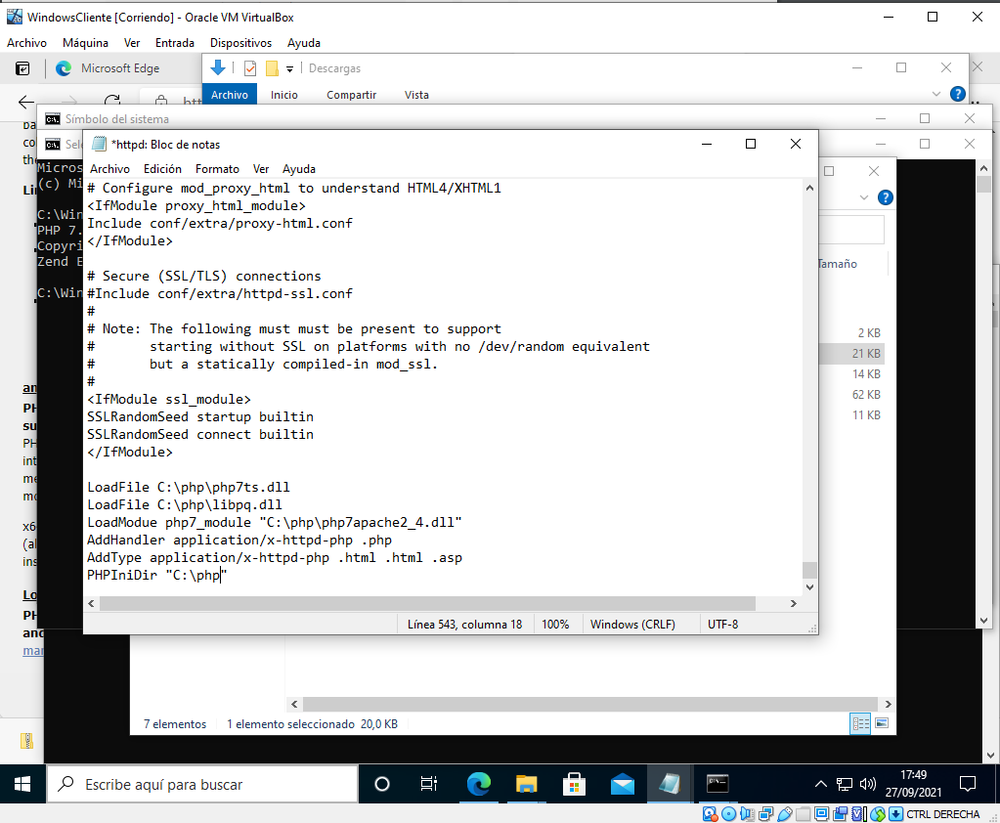 WindowsCliente [Corriendo] - Oracle VM VirtualBox
Archivo Máquina Ver Entrada Dispositivos Ayuda
Microsoft Edge
Descargas
Archivo Inicio Compartir Vista
Símbolo del sistema
*httpd: Bloc de notas
Archivo Edición Formato Ver Ayuda
# Configure mod_proxy_html to understand HTML4/XHTML1
<IfModule proxy_html_module>
Include conf/extra/proxy-html.conf
</IfModule>
# Secure (SSL/TLS) connections
#Include conf/extra/httpd-ssl.conf
#
# Note: The following must must be present to support
#       starting without SSL on platforms with no /dev/random equivalent
#       but a statically compiled-in mod_ssl.
#
<IfModule ssl_module>
SSLRandomSeed startup builtin
SSLRandomSeed connect builtin
</IfModule>
LoadFile C:\php\php7ts.dll
LoadFile C:\php\libpq.dll
LoadModue php7_module "C:\php\php7apache2_4.dll"
AddHandler application/x-httpd-php .php
AddType application/x-httpd-php .html .html .asp
PHPIniDir "C:\php"
Línea 543, columna 18 100% Windows (CRLF) UTF-8
Micros
(c) Mi
C:\Win
PHP 7.
Copyri
Zend E
C:\Win
Tamaño
2 KB
21 KB
14 KB
62 KB
11 KB
7 elementos 1 elemento seleccionado 20,0 KB
Escribe aquí para buscar
17:49
27/09/2021
CTRL DERECHA